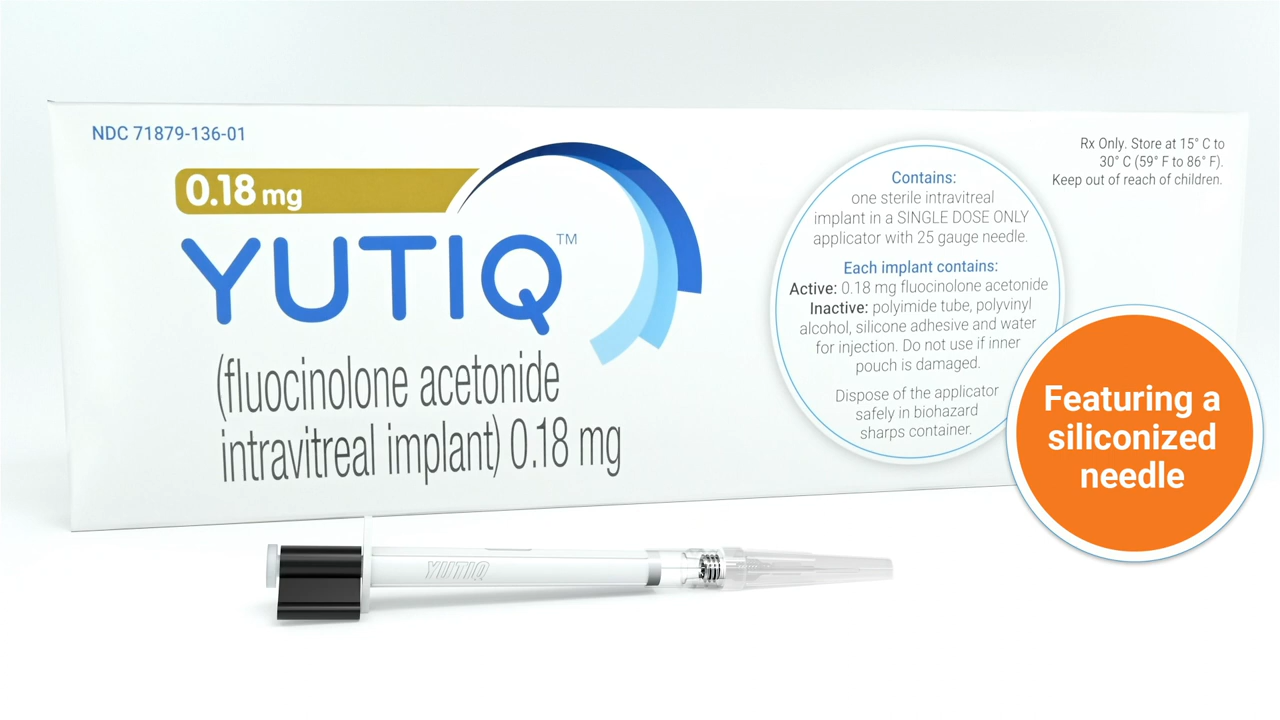 NDC 71879-136-01
0.18 mg
YUTIQ™
(fluocinolone acetonide
intravitreal implant) 0.18 mg
Contains:
one sterile intravitreal
implant in a SINGLE DOSE ONLY
applicator with 25 gauge needle.
Each implant contains:
Active: 0.18 mg fluocinolone acetonide
Inactive: polyimide tube, polyvinyl
alcohol, silicone adhesive and water
for injection. Do not use if inner
pouch is damaged.
Dispose of the applicator
safely in biohazard
sharps container.
Rx Only. Store at 15° C to
30° C (59° F to 86° F).
Keep out of reach of children.
Featuring a
siliconized
needle
YUTIQ